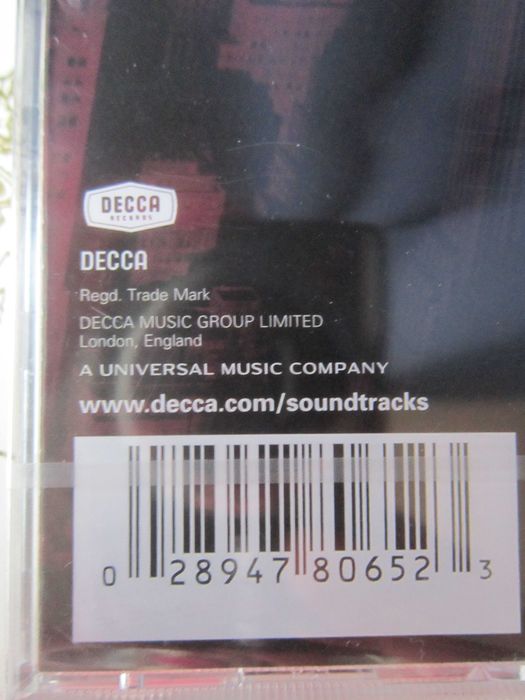 DECCA
RECORDS
DECCA
Regd. Trade Mark
DECCA MUSIC GROUP LIMITED
London, England
A UNIVERSAL MUSIC COMPANY
www.decca.com/soundtracks
0 28947 80652 3